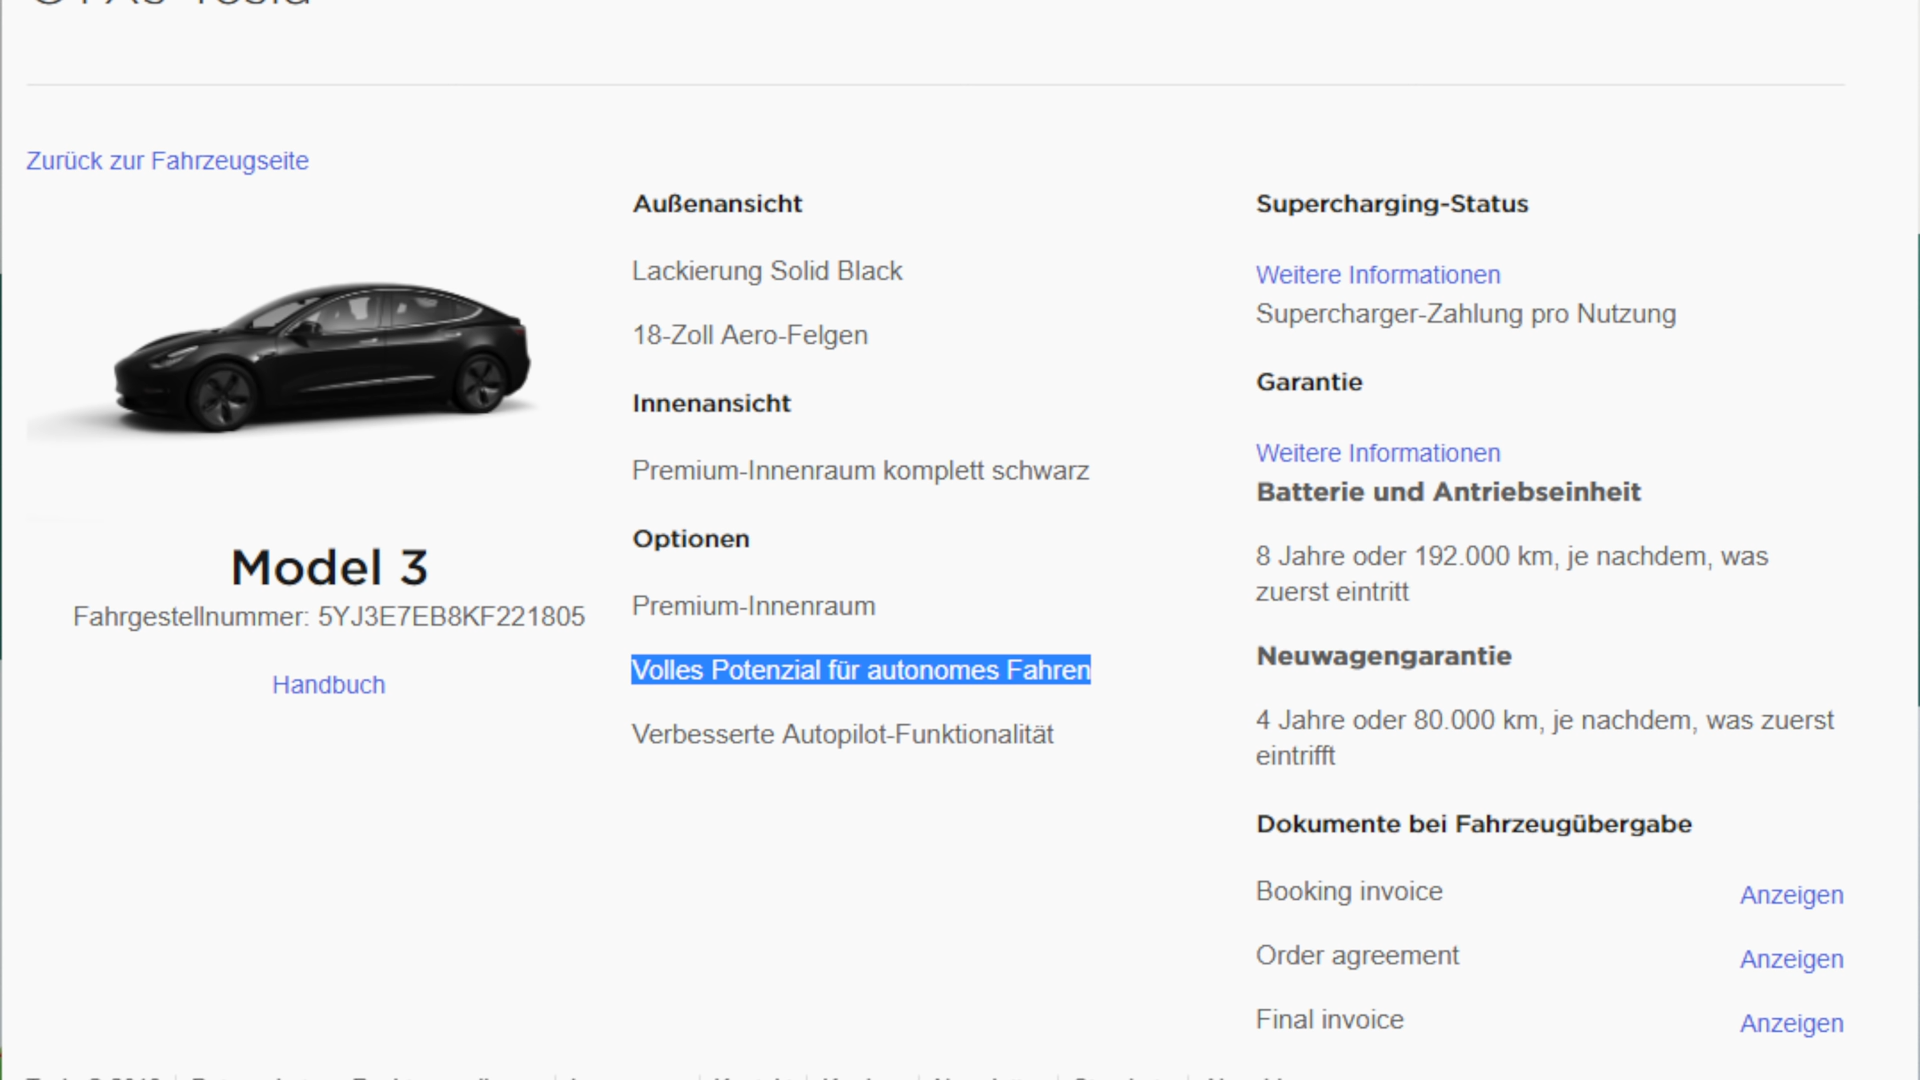 Zurück zur Fahrzeugseite
Model 3
Fahrgestellnummer: 5YJ3E7EB8KF221805
Handbuch
Außenansicht
Lackierung Solid Black
18-Zoll Aero-Felgen
Innenansicht
Premium-Innenraum komplett schwarz
Optionen
Premium-Innenraum
Volles Potenzial für autonomes Fahren
Verbesserte Autopilot-Funktionalität
Supercharging-Status
Weitere Informationen
Supercharger-Zahlung pro Nutzung
Garantie
Weitere Informationen
Batterie und Antriebseinheit
8 Jahre oder 192.000 km, je nachdem, was
zuerst eintritt
Neuwagengarantie
4 Jahre oder 80.000 km, je nachdem, was zuerst
eintrifft
Dokumente bei Fahrzeugübergabe
Booking invoice Anzeigen
Order agreement Anzeigen
Final invoice Anzeigen